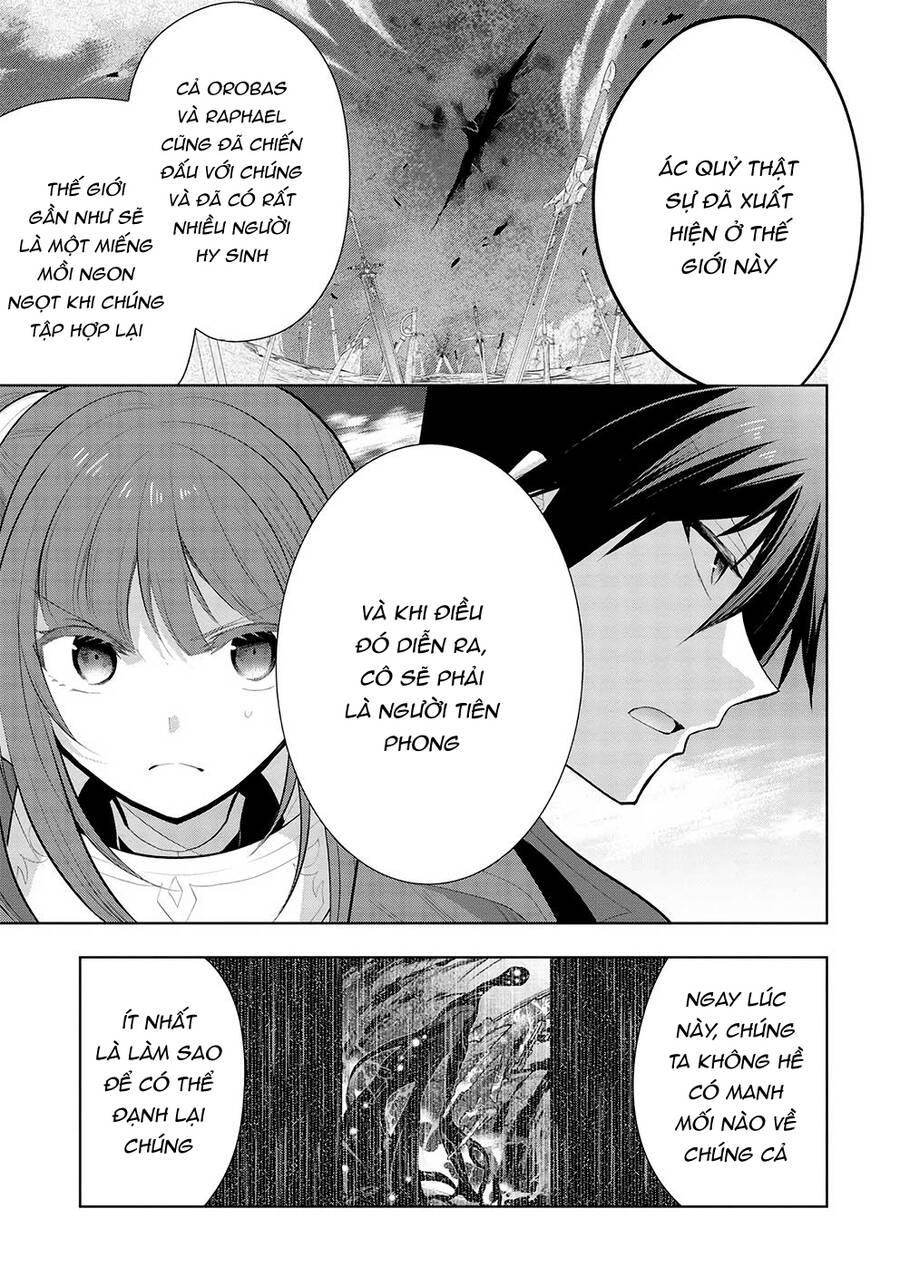 ÁC QUỶ THẬT
SỰ ĐÃ XUẤT
HIỆN Ở THẾ
GIỚI NÀY
CẢ OROBAS
VÀ RAPHAEL
CŨNG ĐÃ CHIẾN
ĐẤU VỚI CHÚNG
VÀ ĐÃ CÓ RẤT
NHIỀU NGƯỜI
HY SINH
THẾ GIỚI
GẦN NHƯ SẼ
LÀ MỘT MIẾNG
MỒI NGON
NGỌT KHI CHÚNG
TẬP HỢP LẠI
VÀ KHI ĐIỀU
ĐÓ DIỄN RA,
CÔ SẼ PHẢI
LÀ NGƯỜI TIÊN
PHONG
NGAY LÚC
NÀY, CHÚNG
TA KHÔNG HỀ
CÓ MANH
MỐI NÀO VỀ
CHÚNG CẢ
ÍT NHẤT
LÀ LÀM SAO
ĐỂ CÓ THỂ
ĐẠNH LẠI
CHÚNG